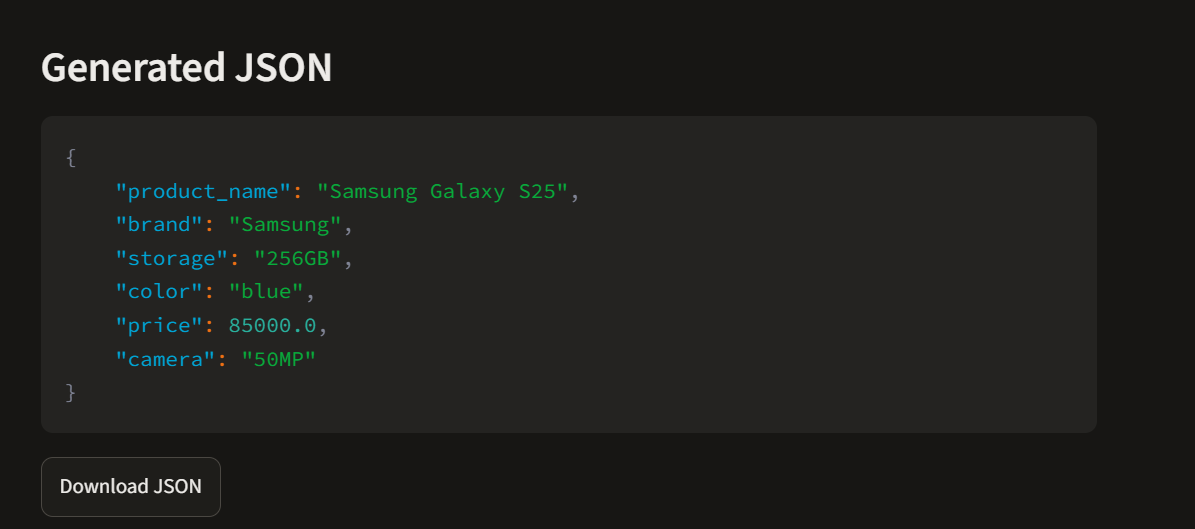 Generated JSON
{
    "product_name": "Samsung Galaxy S25",
    "brand": "Samsung",
    "storage": "256GB",
    "color": "blue",
    "price": 85000.0,
    "camera": "50MP"
}
Download JSON